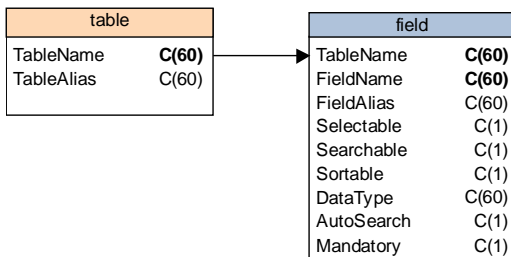 table
TableName C(60)
TableAlias C(60)
field
TableName C(60)
FieldName C(60)
FieldAlias C(60)
Selectable C(1)
Searchable C(1)
Sortable C(1)
DataType C(60)
AutoSearch C(1)
Mandatory C(1)